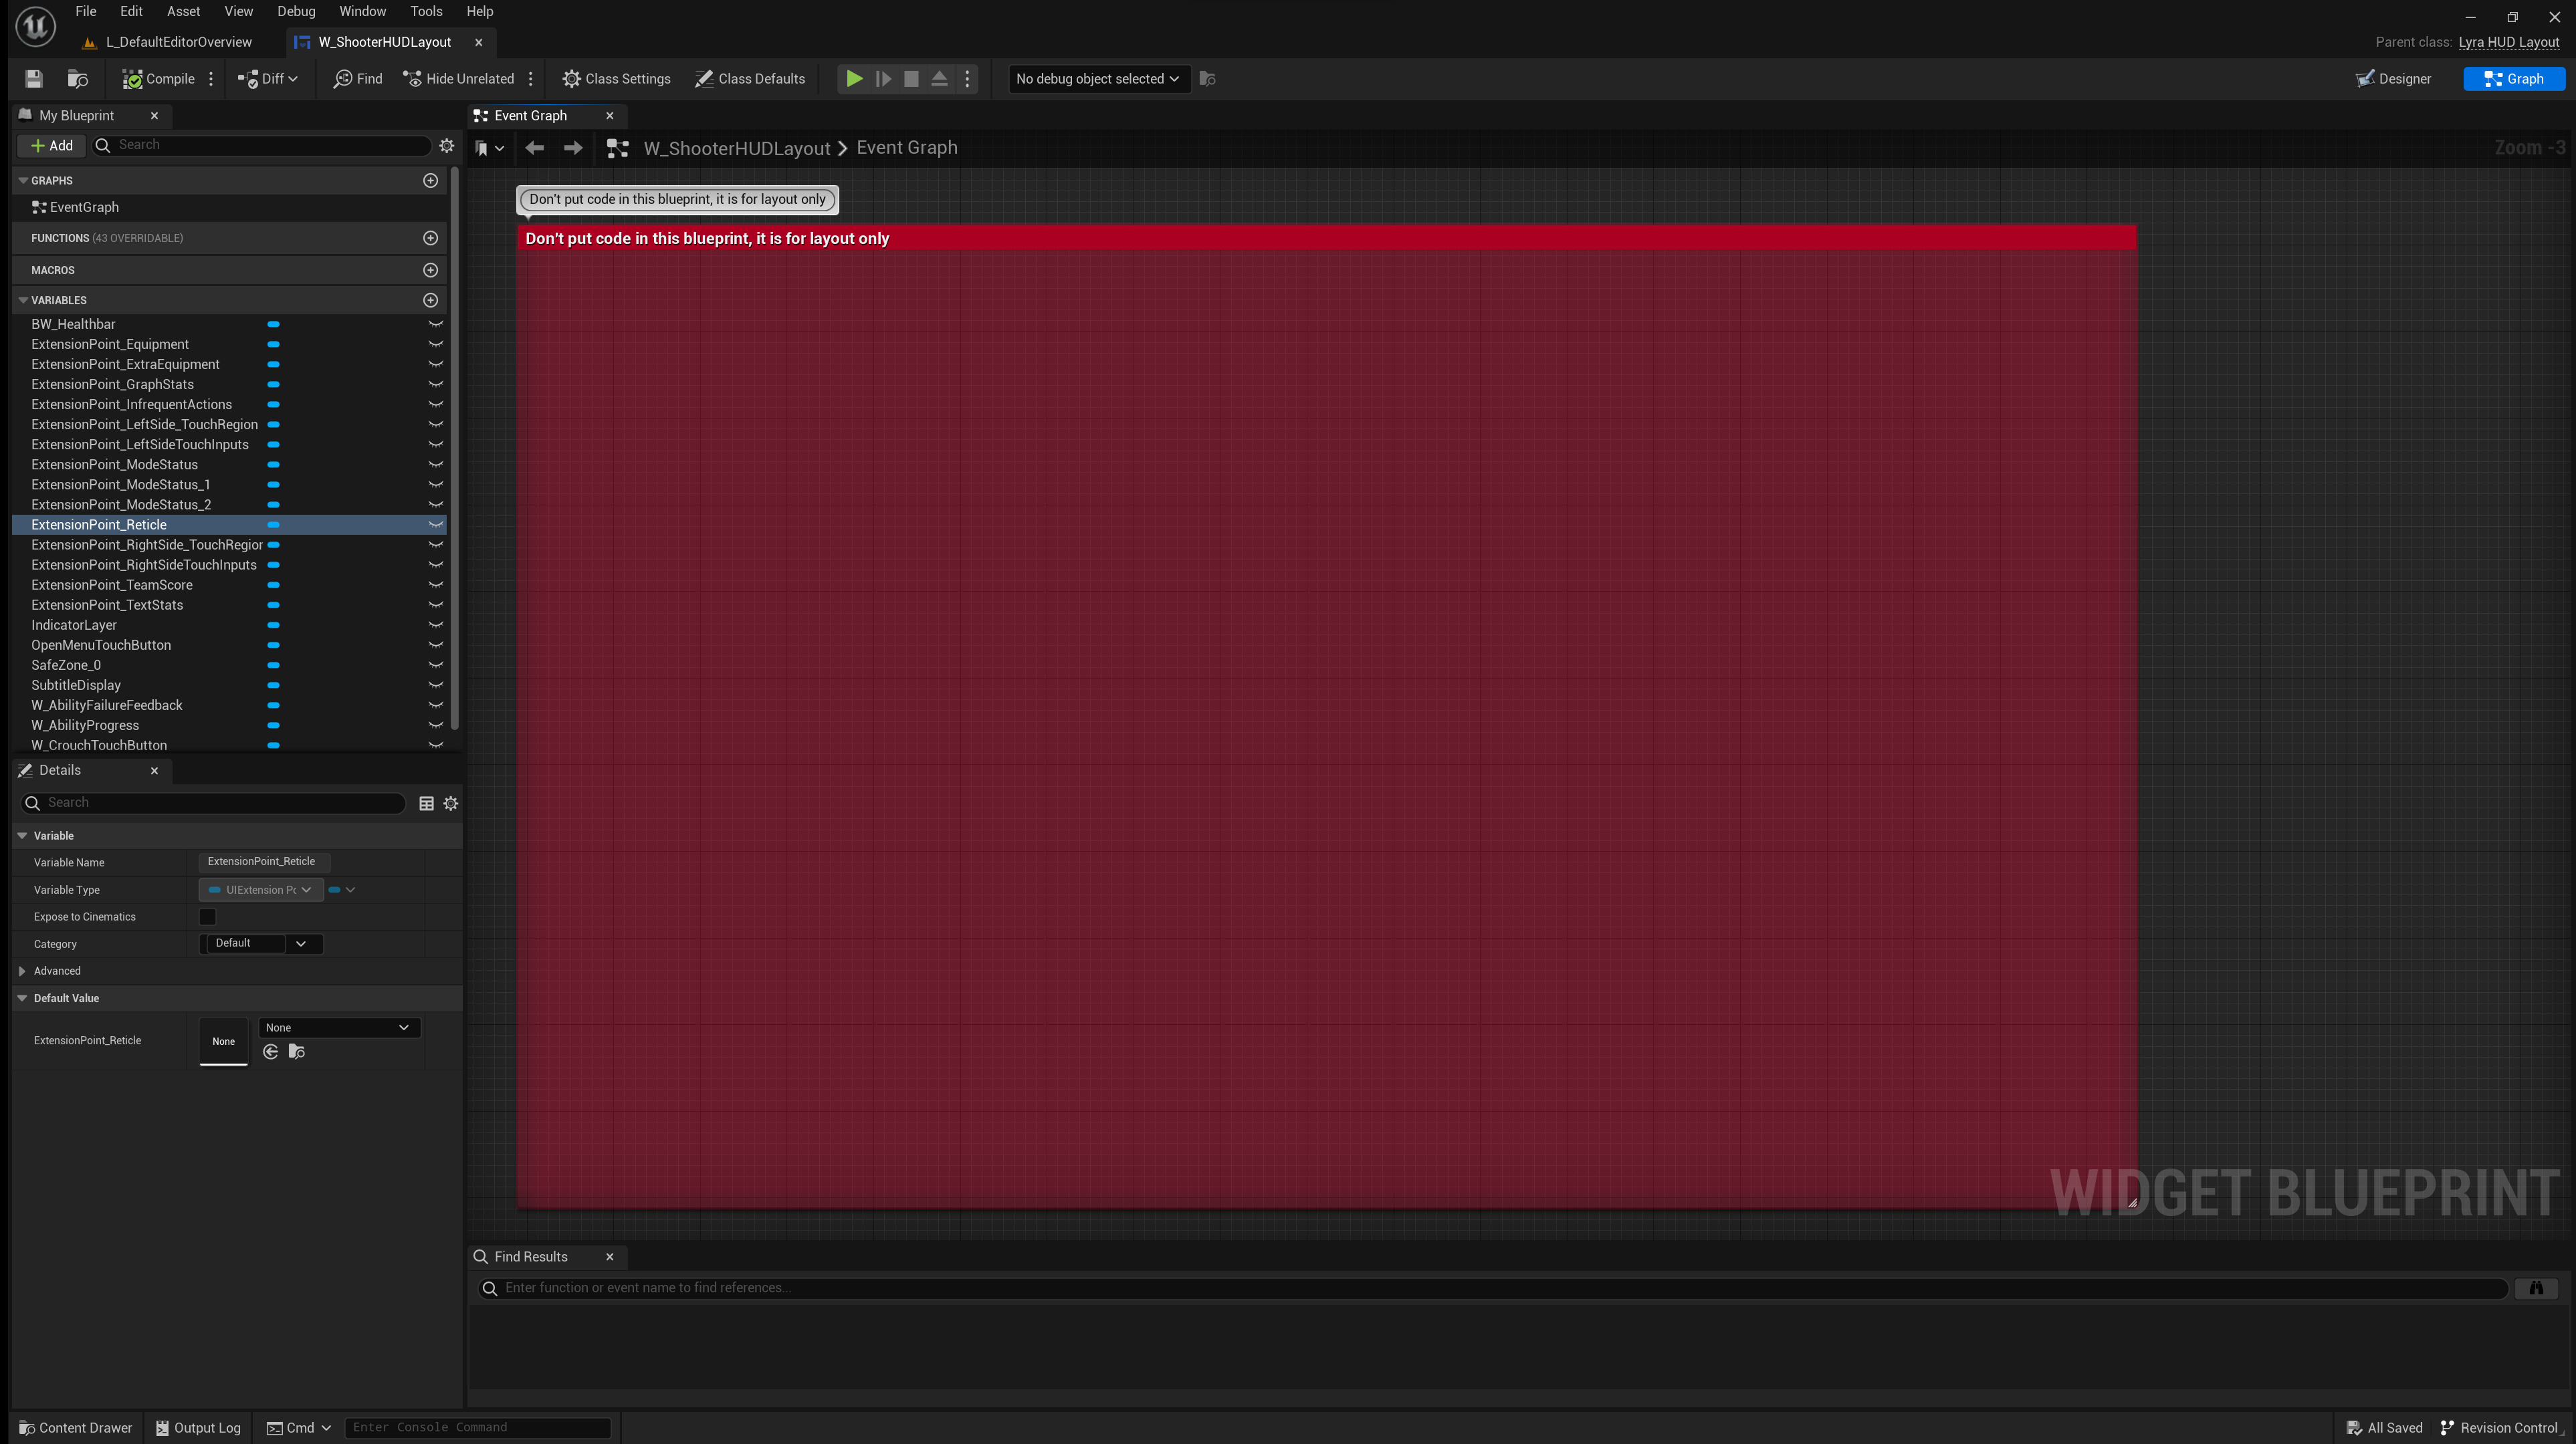 File Edit Asset View Debug Window Tools Help
L_DefaultEditorOverview
W_ShooterHUDLayout
Parent class: Lyra HUD Layout
Compile
Diff
Find
Hide Unrelated
Class Settings
Class Defaults
No debug object selected
Designer
Graph
My Blueprint
Add
Search
GRAPHS
EventGraph
FUNCTIONS (43 OVERRIDABLE)
MACROS
VARIABLES
BW_Healthbar
ExtensionPoint_Equipment
ExtensionPoint_ExtraEquipment
ExtensionPoint_GraphStats
ExtensionPoint_InfrequentActions
ExtensionPoint_LeftSide_TouchRegion
ExtensionPoint_LeftSideTouchInputs
ExtensionPoint_ModeStatus
ExtensionPoint_ModeStatus_1
ExtensionPoint_ModeStatus_2
ExtensionPoint_Reticle
ExtensionPoint_RightSide_TouchRegion
ExtensionPoint_RightSideTouchInputs
ExtensionPoint_TeamScore
ExtensionPoint_TextStats
IndicatorLayer
OpenMenuTouchButton
SafeZone_0
SubtitleDisplay
W_AbilityFailureFeedback
W_AbilityProgress
W_CrouchTouchButton
Details
Search
Variable
Variable Name ExtensionPoint_Reticle
Variable Type UIExtension Pc
Expose to Cinematics
Category Default
Advanced
Default Value
ExtensionPoint_Reticle None None
Event Graph
W_ShooterHUDLayout > Event Graph
Zoom -3
Don't put code in this blueprint, it is for layout only
Don't put code in this blueprint, it is for layout only
WIDGET BLUEPRINT
Find Results
Enter function or event name to find references...
Content Drawer
Output Log
Cmd
Enter Console Command
All Saved
Revision Control